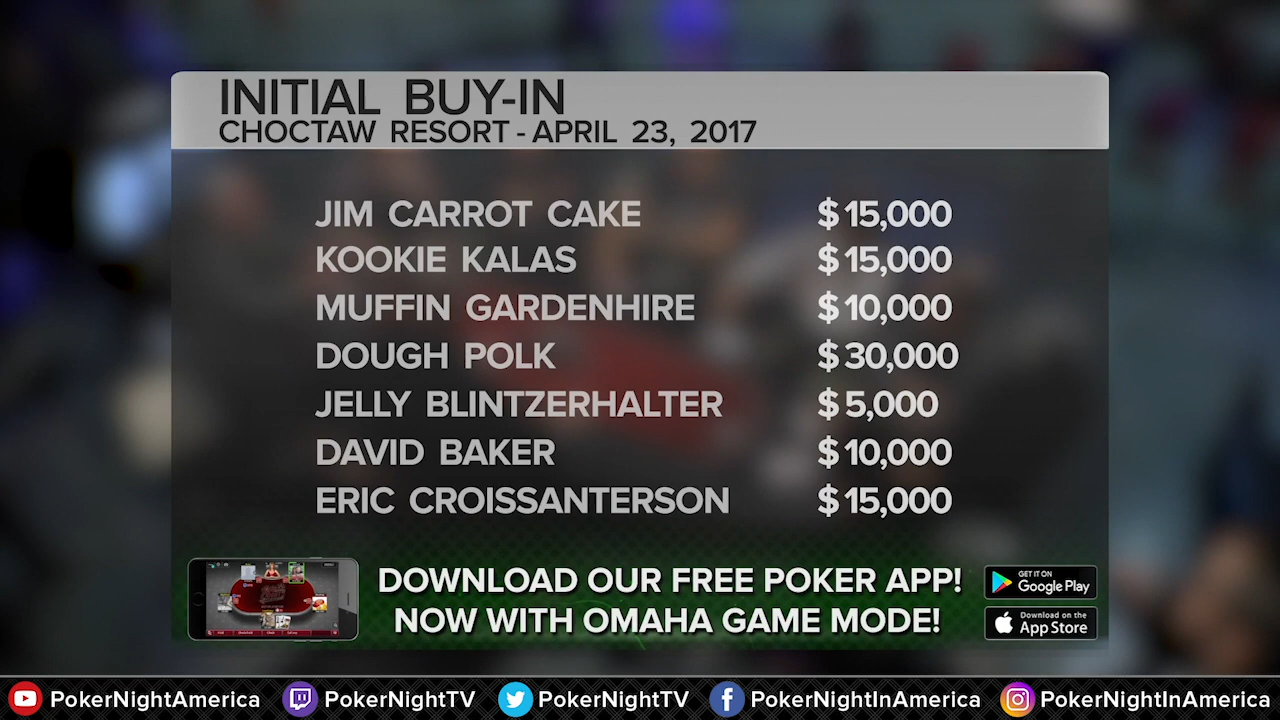 INITIAL BUY-IN
CHOCTAW RESORT - APRIL 23, 2017
JIM CARROT CAKE $15,000
KOOKIE KALAS $15,000
MUFFIN GARDENHIRE $10,000
DOUGH POLK $30,000
JELLY BLINTZERHALTER $5,000
DAVID BAKER $10,000
ERIC CROISSANTERSON $15,000
DOWNLOAD OUR FREE POKER APP!
NOW WITH OMAHA GAME MODE!
GET IT ON
Google Play
Download on the
App Store
PokerNightAmerica PokerNightTV PokerNightTV PokerNightInAmerica PokerNightInAmerica